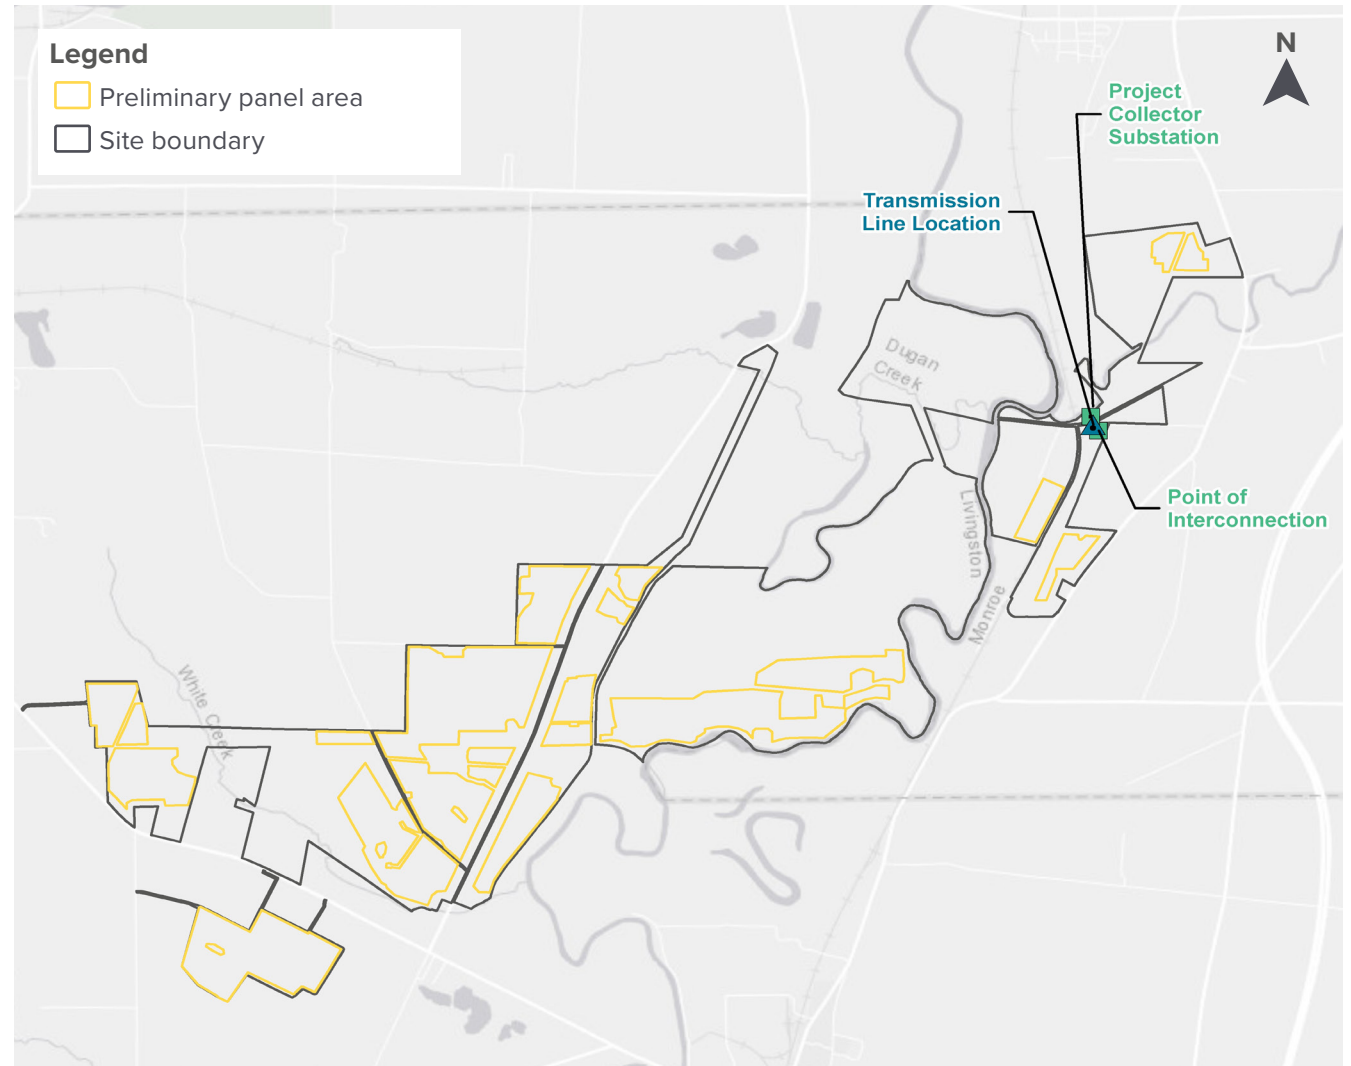 Legend
Preliminary panel area
Site boundary
N
Project
Collector
Substation
Transmission
Line Location
Dugan
Creek
Point of
Interconnection
Livingston
Monroe
White Creek